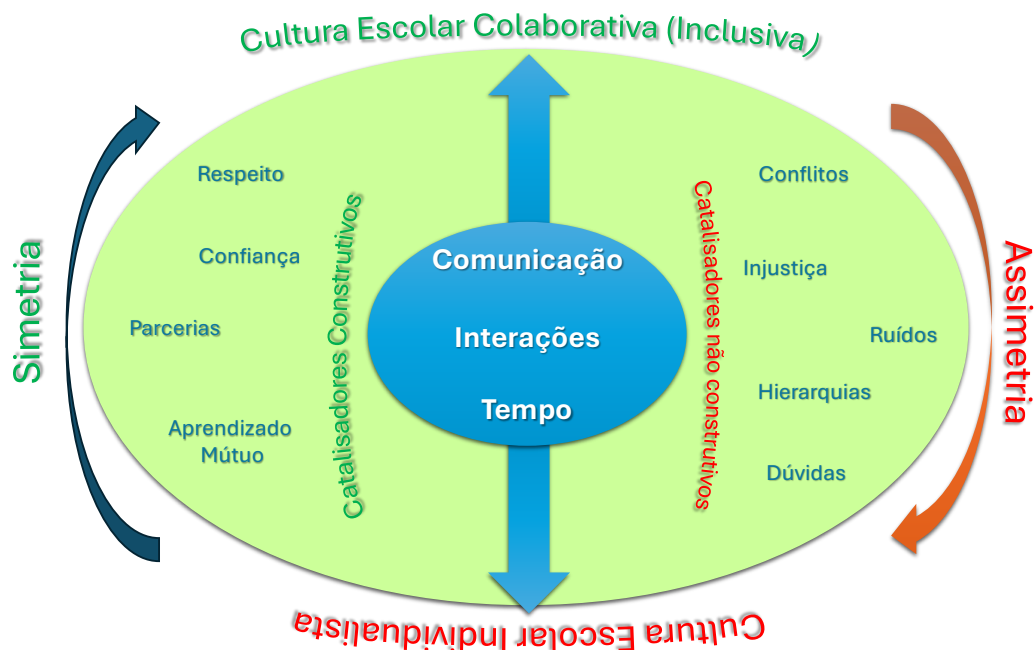 Cultura Escolar Colaborativa (Inclusiva)
Simetria
Respeito
Confiança
Parcerias
Aprendizado
Mútuo
Catalisadores Construtivos
Comunicação
Interações
Tempo
Catalisadores não construtivos
Conflitos
Injustiça
Ruídos
Hierarquias
Dúvidas
Assimetria
Cultura Escolar Individualista